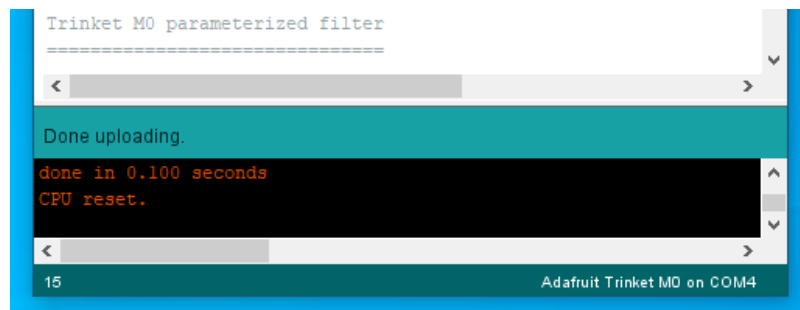 Trinket M0 parameterized filter
===============================
Done uploading.
done in 0.100 seconds
CPU reset.
15
Adafruit Trinket M0 on COM4